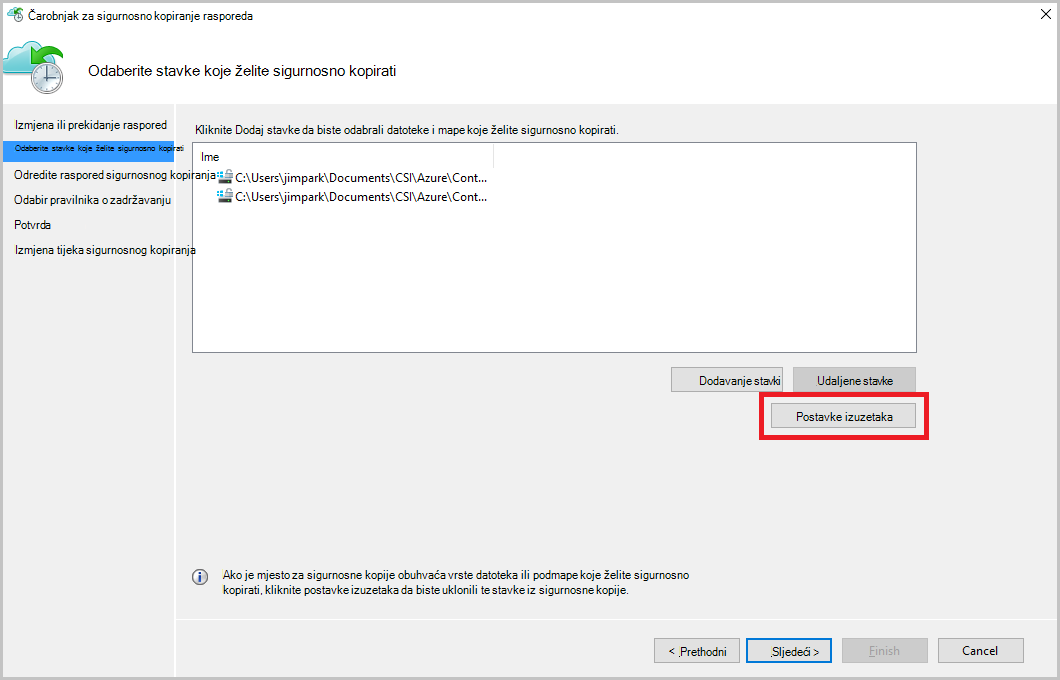 Čarobnjak za sigurnosno kopiranje rasporeda
Odaberite stavke koje želite sigurnosno kopirati
Izmjena ili prekidanje raspored
Odaberite stavke koje želite sigurnosno kopirati
Odredite raspored sigurnosnog kopiranja
Odabir pravilnika o zadržavanju
Potvrda
Izmjena tijeka sigurnosnog kopiranja
Kliknite Dodaj stavke da biste odabrali datoteke i mape koje želite sigurnosno kopirati.
Ime
C:\Users\jimpark\Documents\CSI\Azure\Cont...
C:\Users\jimpark\Documents\CSI\Azure\Cont...
Dodavanje stavki
Udaljene stavke
Postavke izuzetaka
Ako je mjesto za sigurnosne kopije obuhvaća vrste datoteka ili podmape koje želite sigurnosno
kopirati, kliknite postavke izuzetaka da biste uklonili te stavke iz sigurnosne kopije.
< Prethodni
Sljedeći >
Finish
Cancel